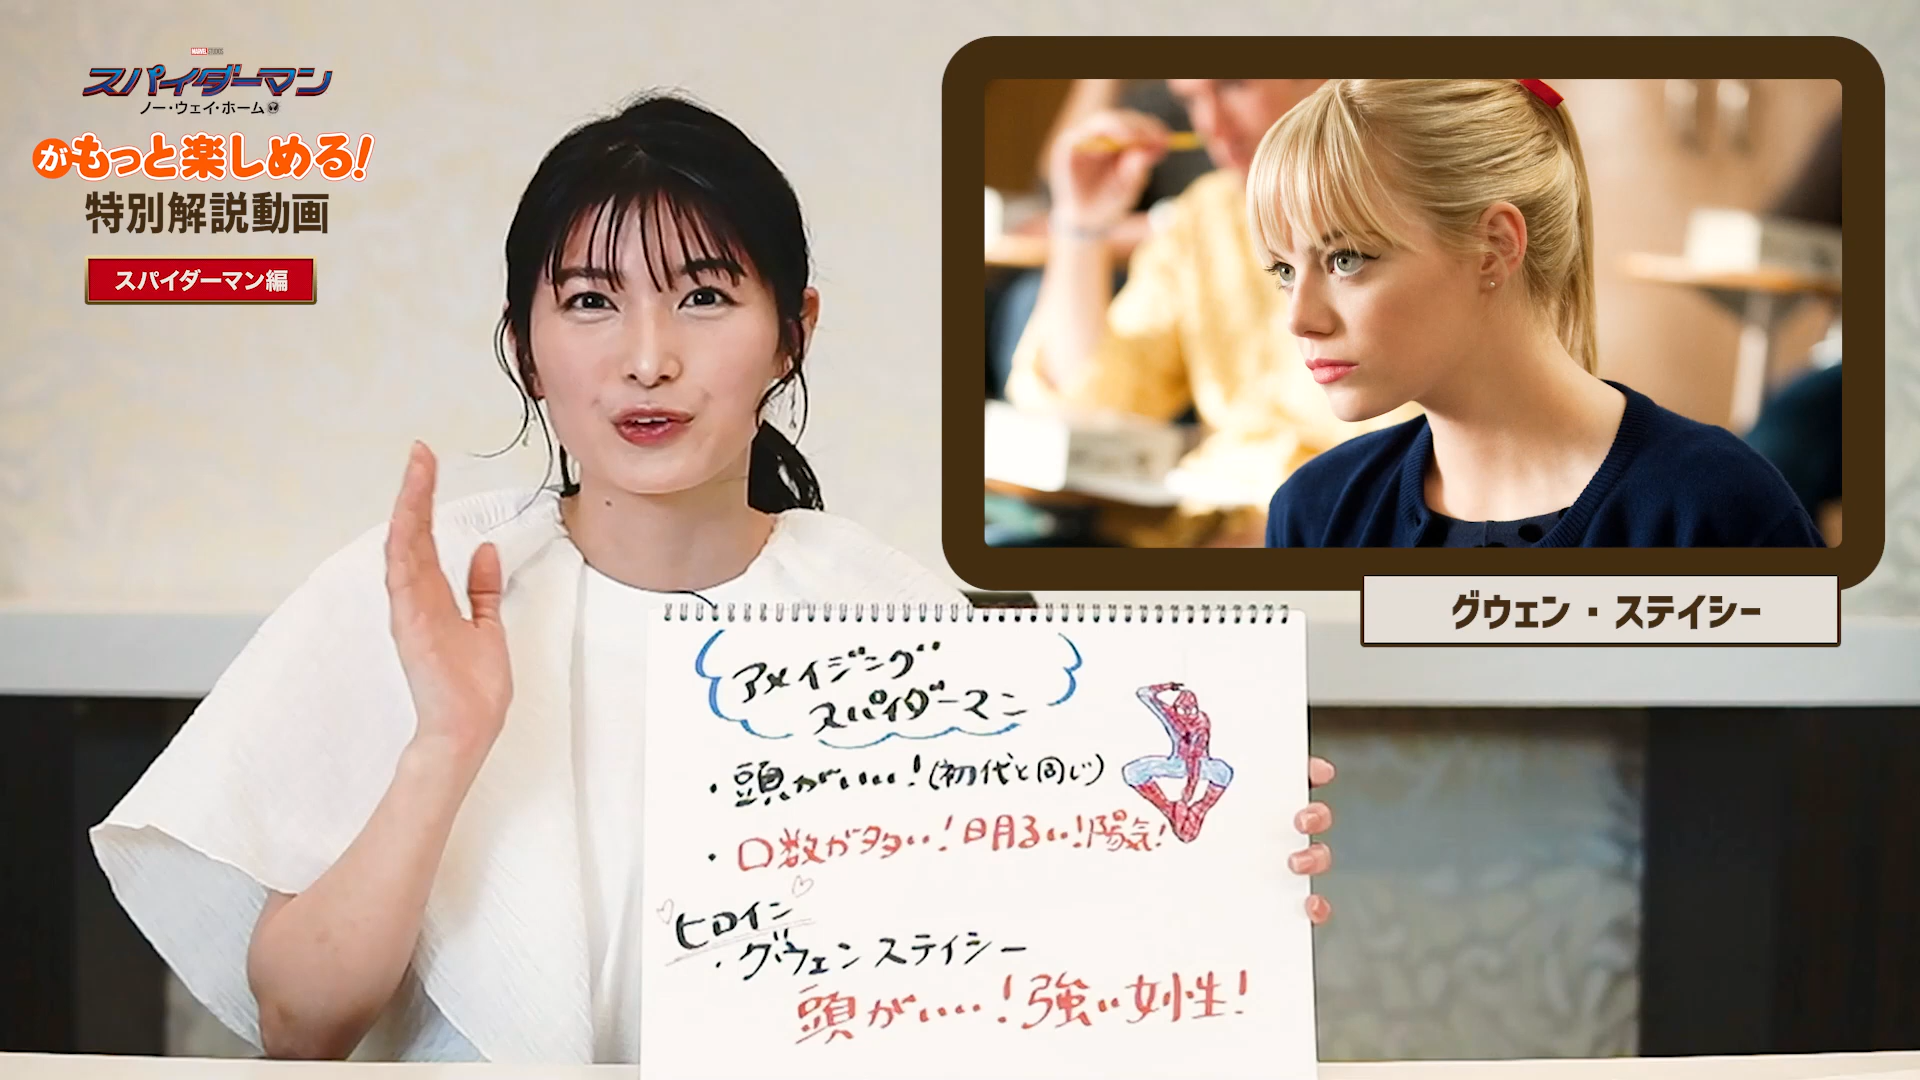 MARVEL STUDIOS
スパイダーマン
ノー・ウェイ・ホーム
がもっと楽しめる!
特別解説動画
スパイダーマン編
グウェン・ステイシー
アメイジング
スパイダーマン
・頭がいい!(初代と同じ)
・口数が多い!明るい!陽気!
ヒロイン
・グウェンステイシー
頭がいい!強い女性!